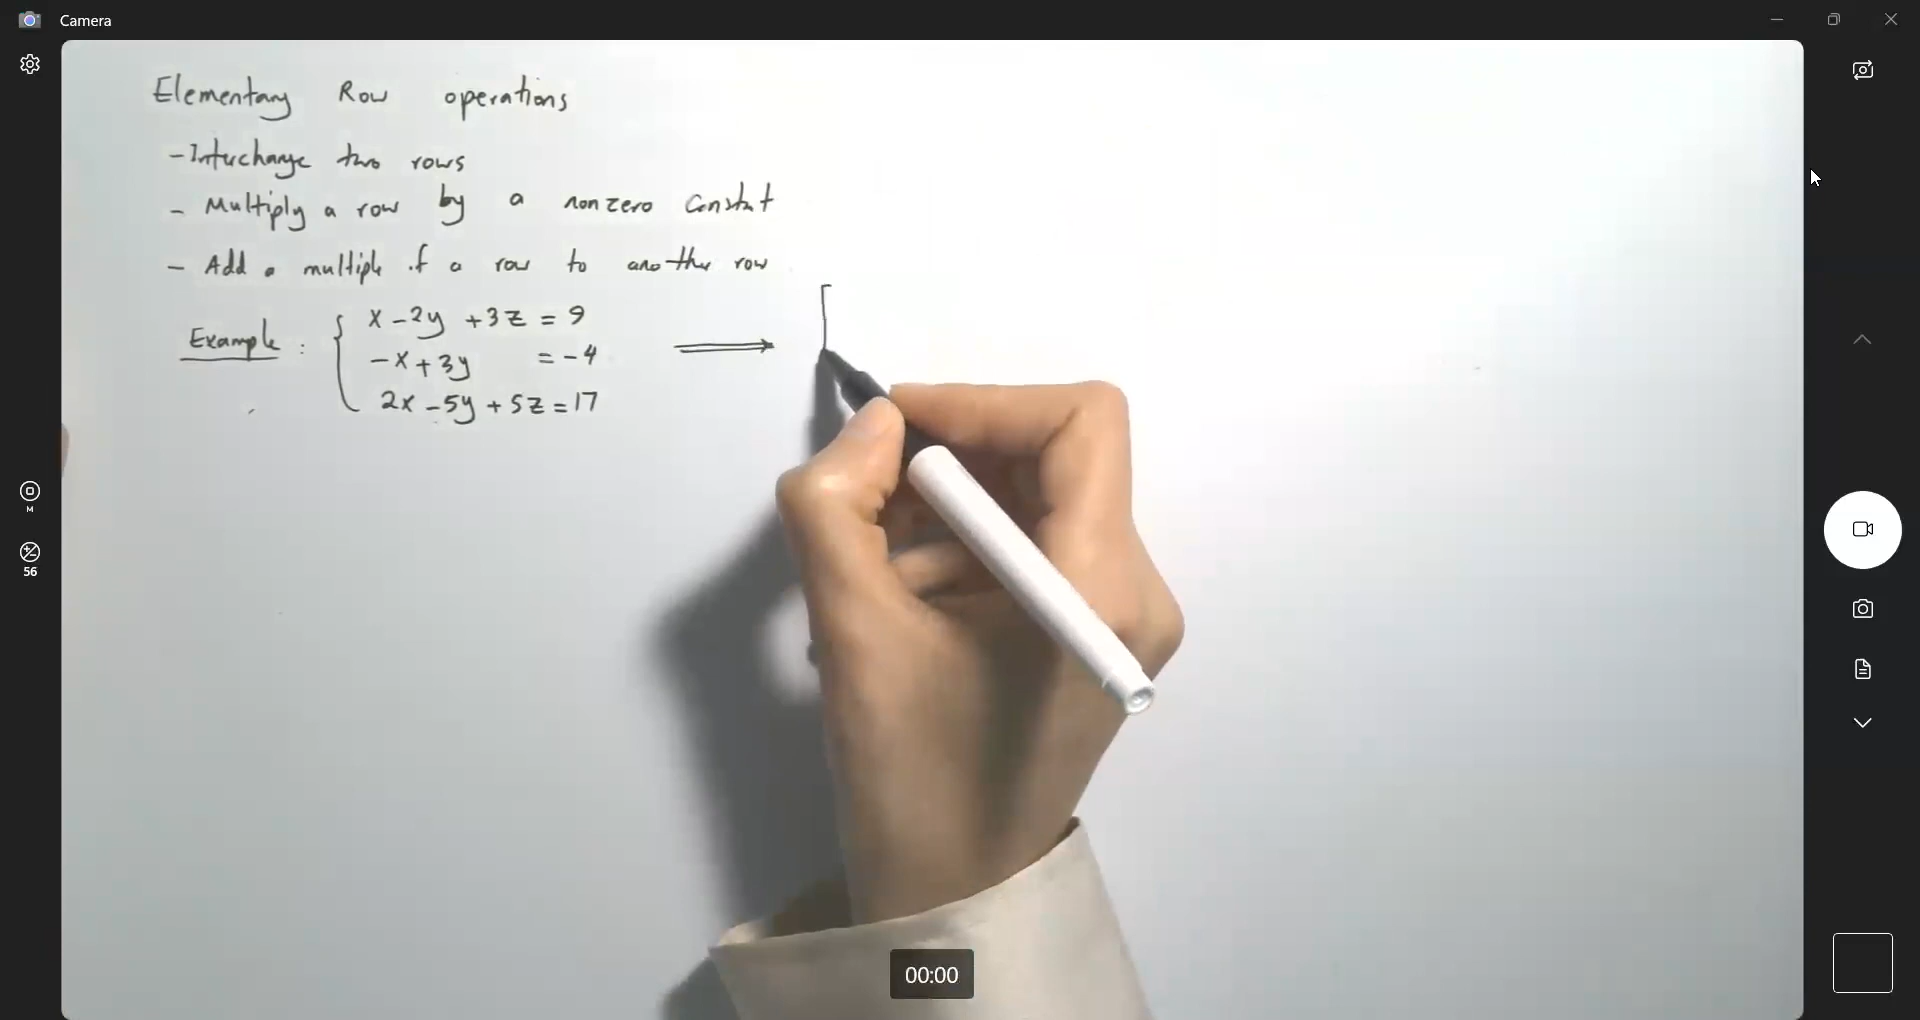 Camera
Elementary Row operations
- Interchange two rows
- Multiply a row by a nonzero constant
- Add a multiple of a row to another row
Example : { x - 2y + 3z = 9
- x + 3y = - 4
2x - 5y + 5z = 17
⟹ [
M
56
00:00